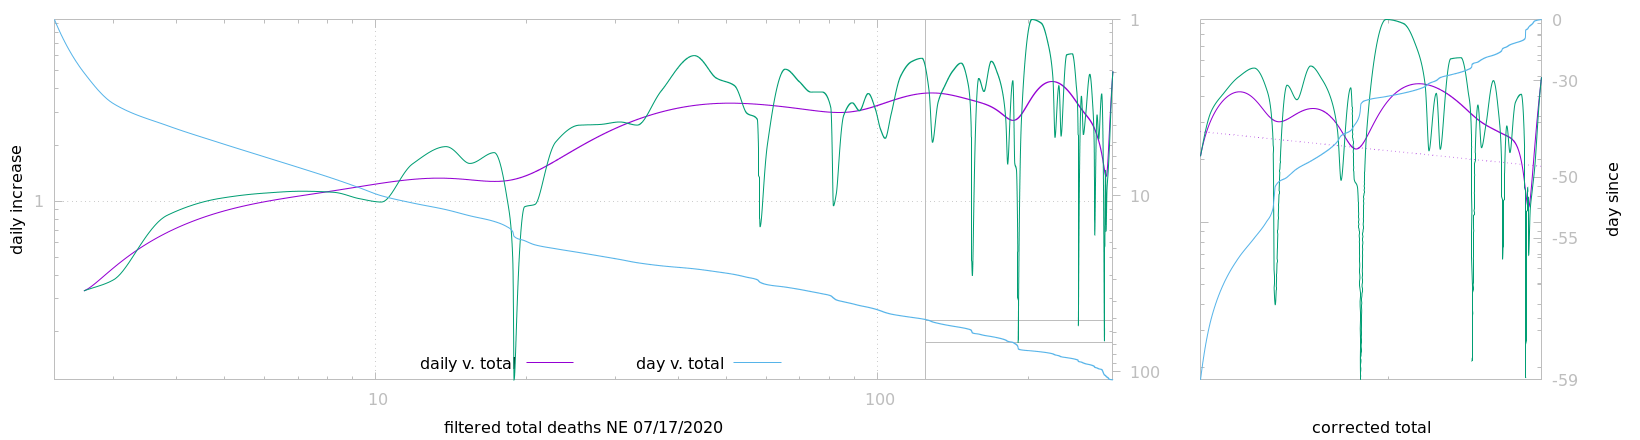 daily increase
1
10
100
daily v. total
day v. total
1
10
100
filtered total deaths NE 07/17/2020
0
-30
-50
-55
-59
day since
corrected total